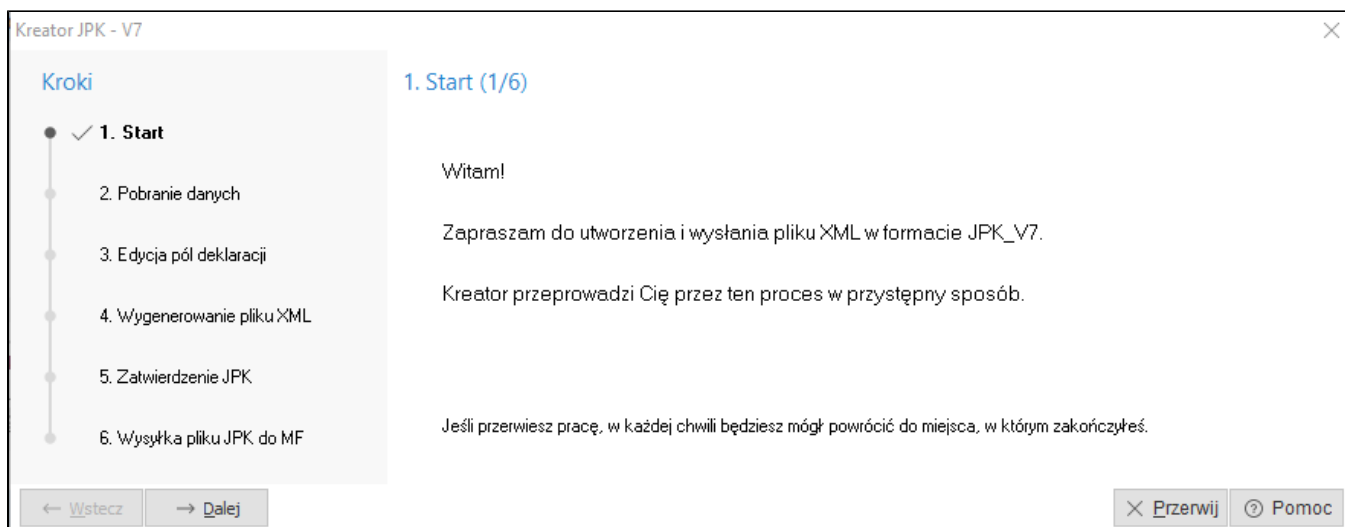 Kreator JPK - V7
Kroki
1. Start
2. Pobranie danych
3. Edycja pól deklaracji
4. Wygenerowanie pliku XML
5. Zatwierdzenie JPK
6. Wysyłka pliku JPK do MF
1. Start (1/6)
Witam!
Zapraszam do utworzenia i wysłania pliku XML w formacie JPK_V7.
Kreator przeprowadzi Cię przez ten proces w przystępny sposób.
Jeśli przerwiesz pracę, w każdej chwili będziesz mógł powrócić do miejsca, w którym zakończyłeś.
← Wstecz
→ Dalej
Przerwij
Pomoc